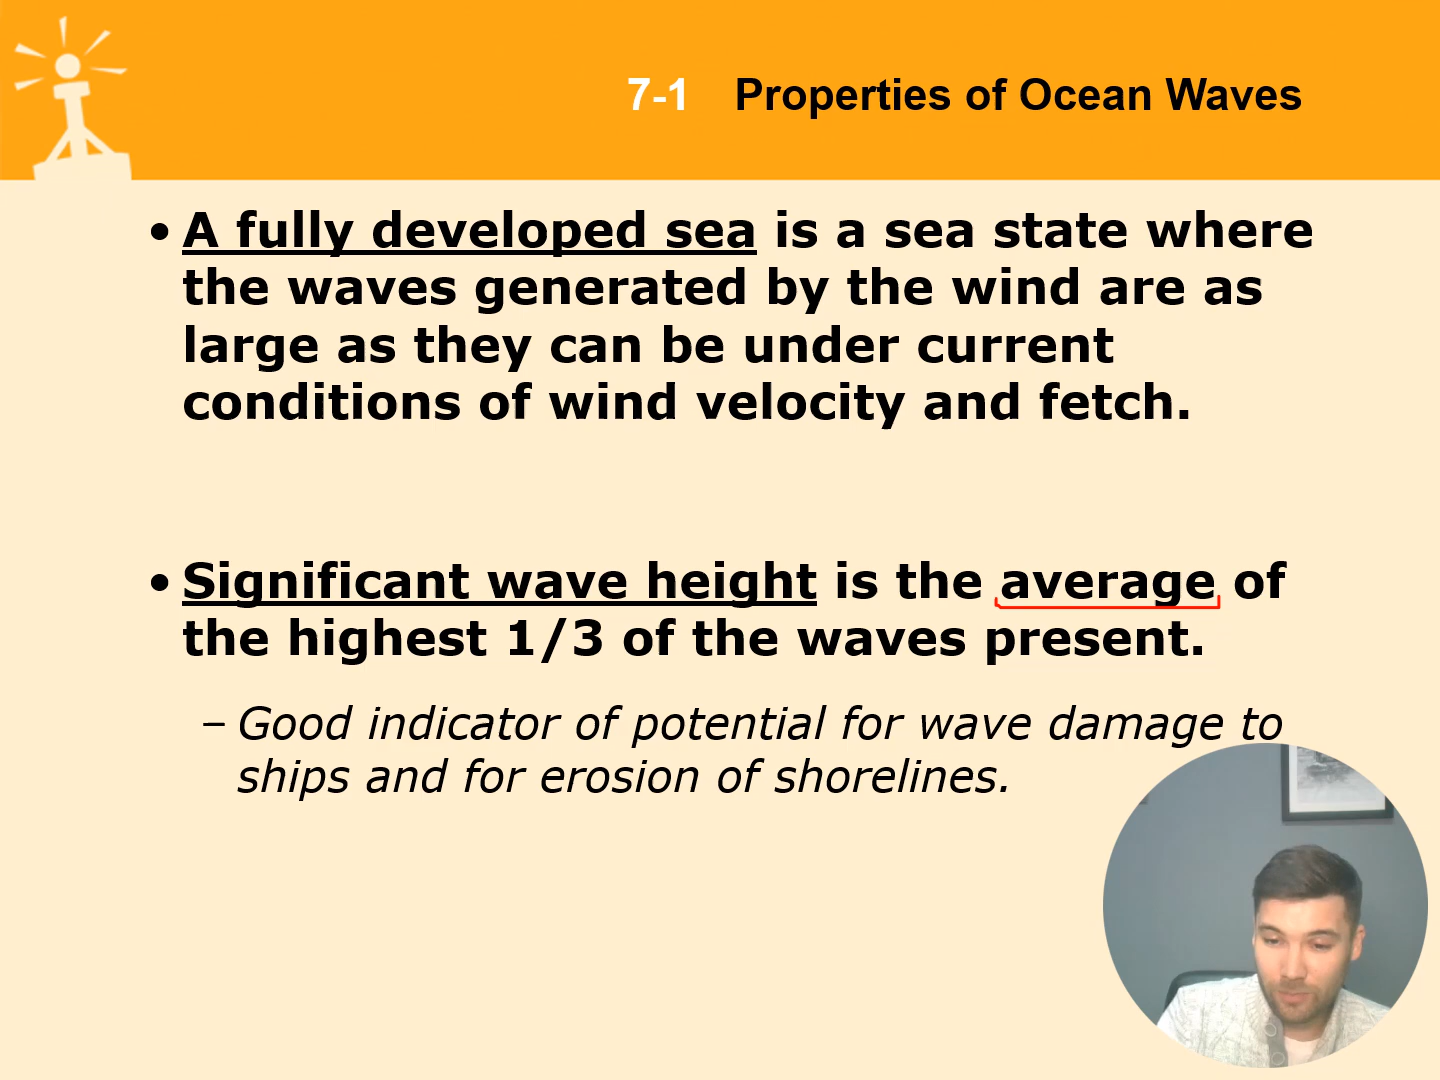 7-1 Properties of Ocean Waves
• A fully developed sea is a sea state where
the waves generated by the wind are as
large as they can be under current
conditions of wind velocity and fetch.
• Significant wave height is the average of
the highest 1/3 of the waves present.
– Good indicator of potential for wave damage to
ships and for erosion of shorelines.